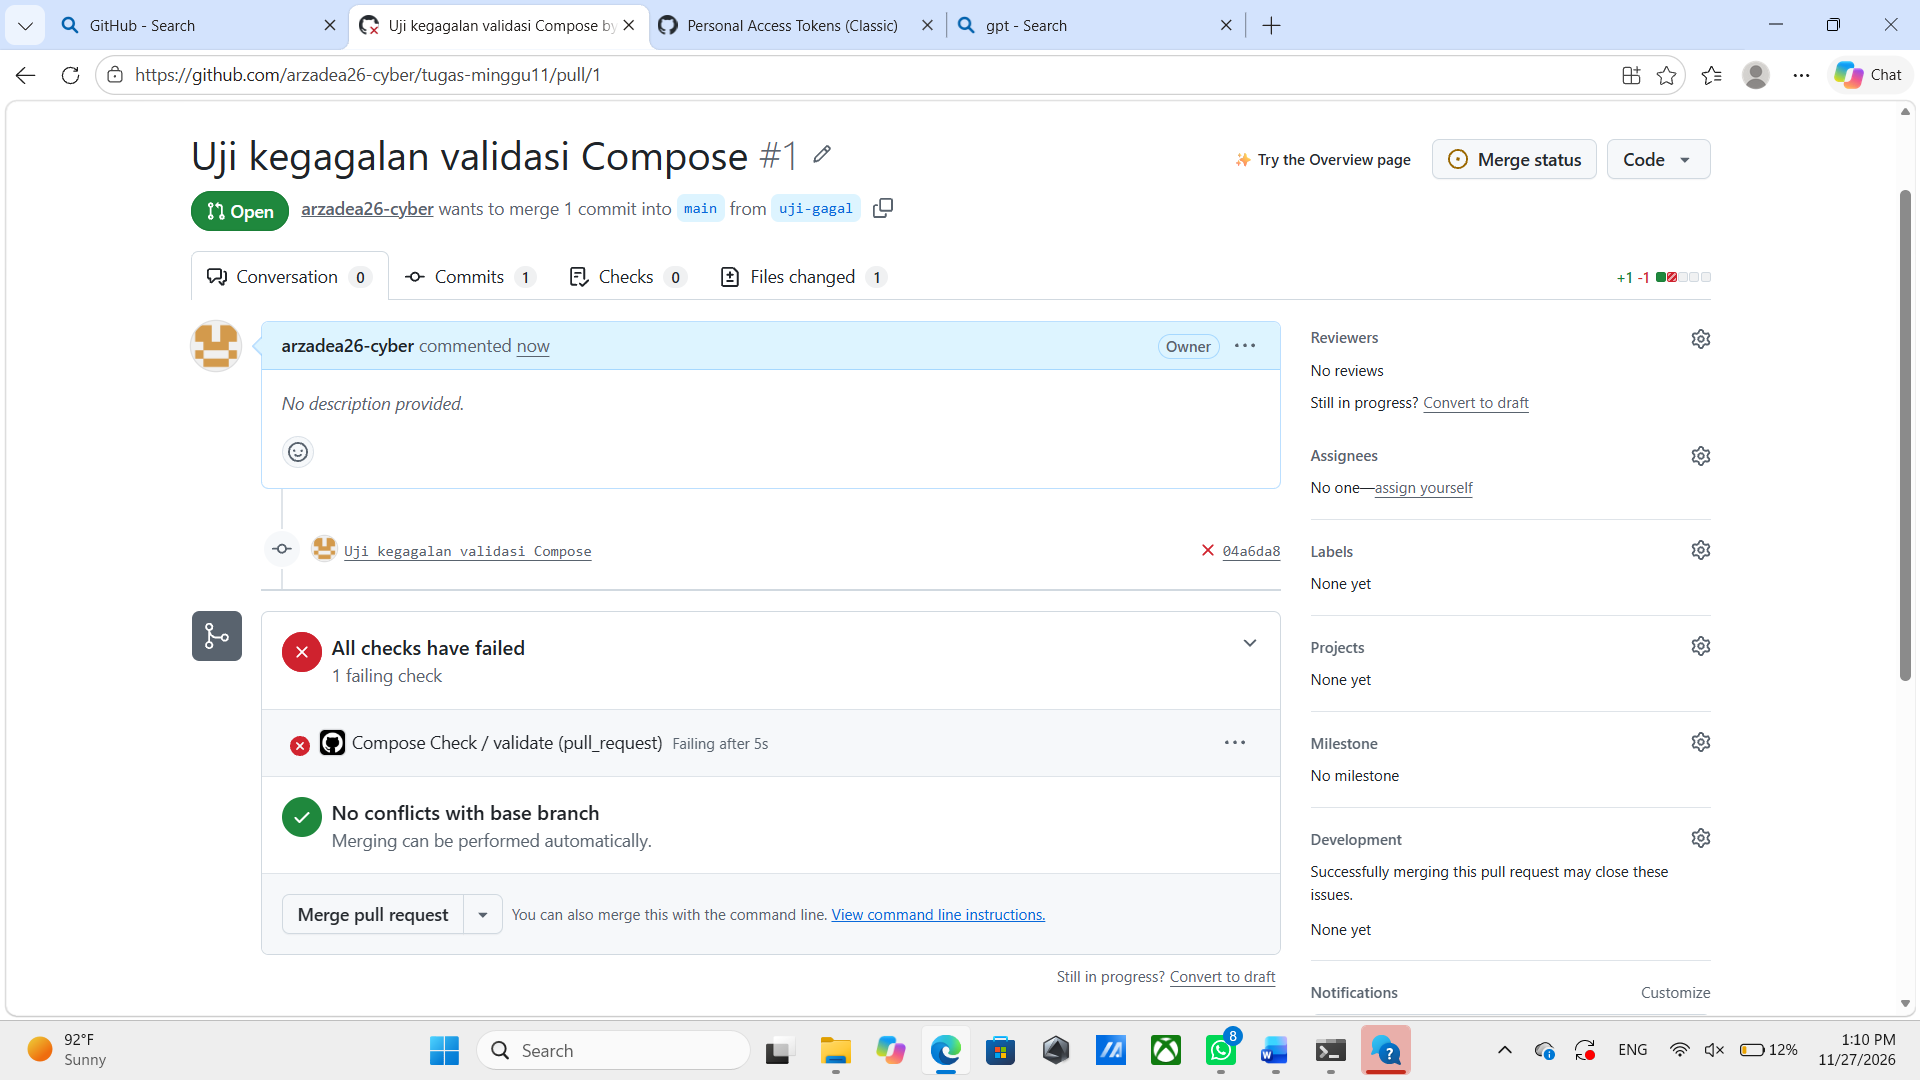 GitHub - Search
Uji kegagalan validasi Compose by
Personal Access Tokens (Classic)
gpt - Search
https://github.com/arzadea26-cyber/tugas-minggu11/pull/1
Chat
Uji kegagalan validasi Compose #1
Try the Overview page
Merge status
Code
Open
arzadea26-cyber wants to merge 1 commit into main from uji-gagal
Conversation 0
Commits 1
Checks 0
Files changed 1
+1 -1
arzadea26-cyber commented now
Owner
No description provided.
Uji kegagalan validasi Compose
04a6da8
All checks have failed
1 failing check
Compose Check / validate (pull_request) Failing after 5s
No conflicts with base branch
Merging can be performed automatically.
Merge pull request
You can also merge this with the command line. View command line instructions.
Still in progress? Convert to draft
Reviewers
No reviews
Still in progress? Convert to draft
Assignees
No one—assign yourself
Labels
None yet
Projects
None yet
Milestone
No milestone
Development
Successfully merging this pull request may close these
issues.
None yet
Notifications
Customize
92°F
Sunny
Search
8
ENG
12%
1:10 PM
11/27/2026